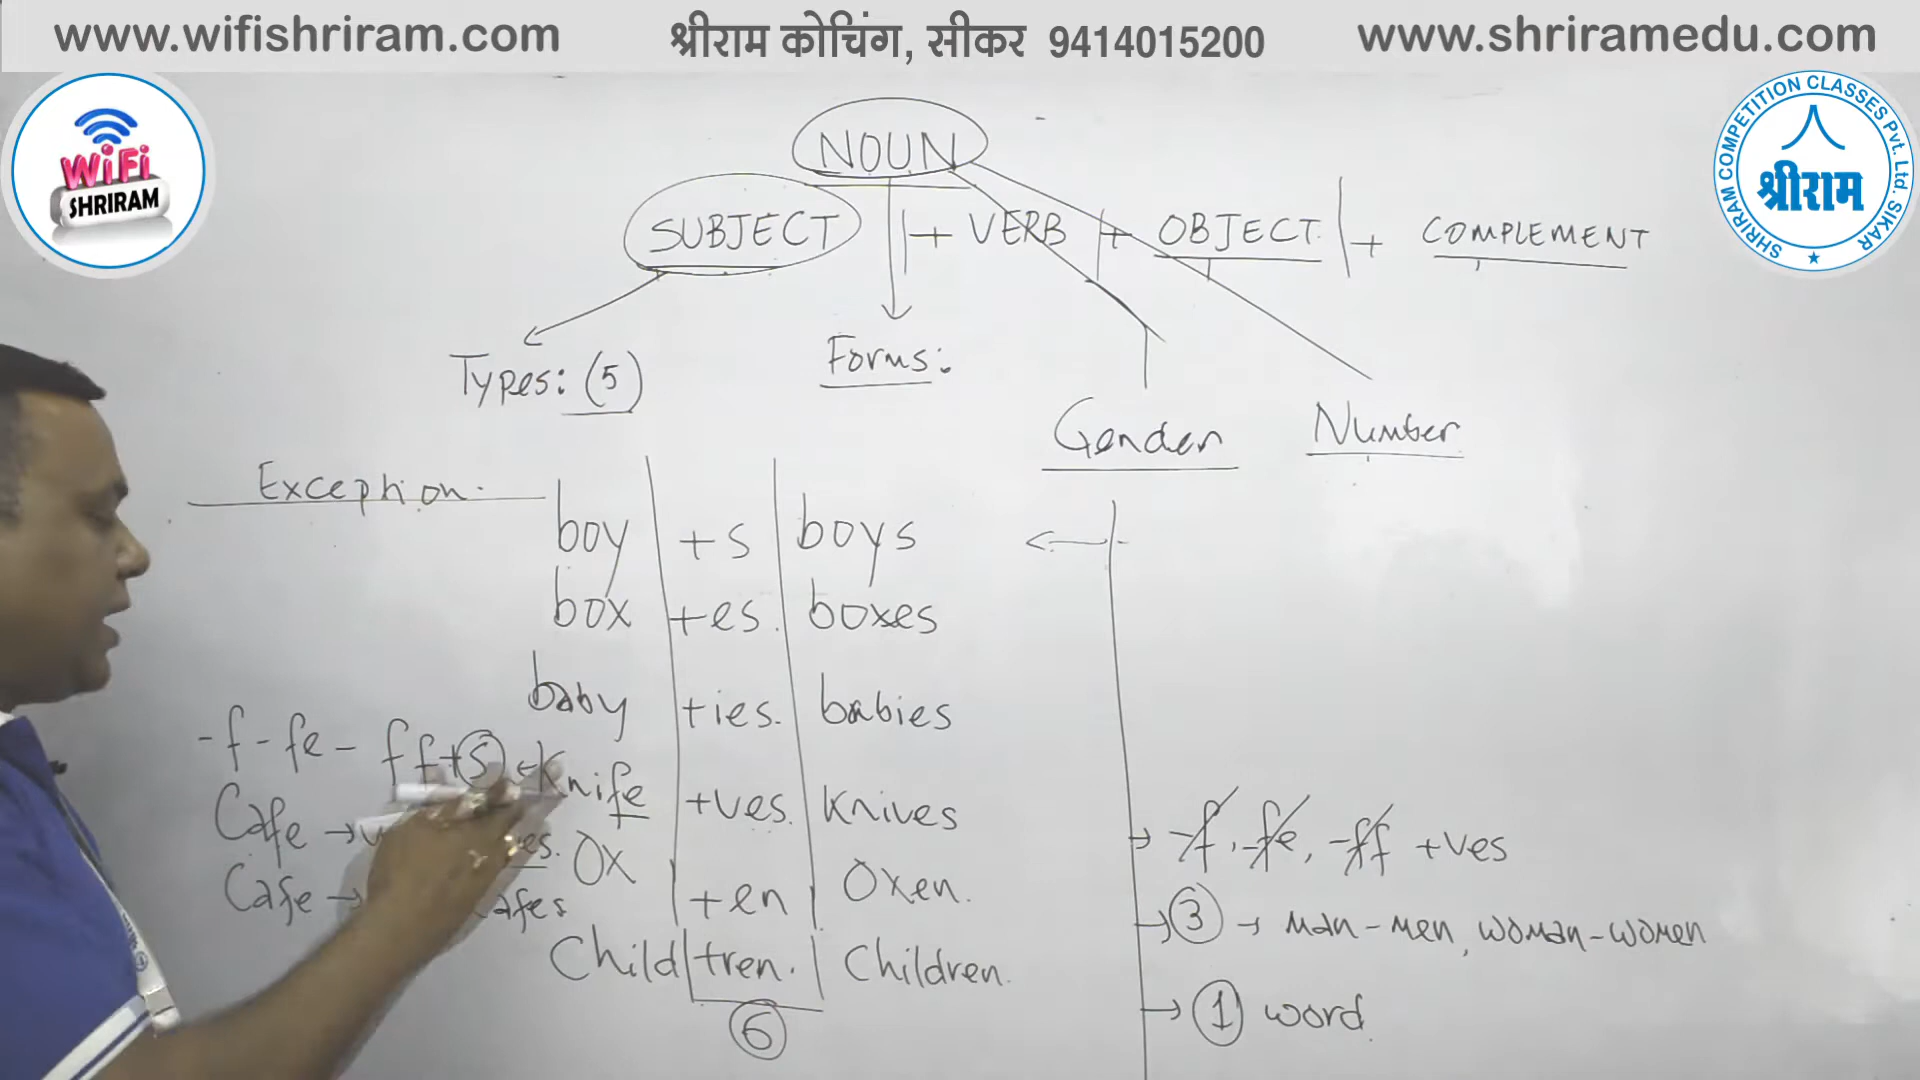 www.wifishriram.com
श्रीराम कोचिंग, सीकर 9414015200
www.shriramedu.com
WiFi
SHRIRAM
SHRIRAM COMPETITION CLASSES Pvt. Ltd. SIKAR
श्रीराम
NOUN
SUBJECT + VERB + OBJECT + COMPLEMENT
Types: (5)
Forms:
Gender
Number
Exception.
boy +s boys
box +es. boxes
baby +ies. babies
-f -fe - ff+s ← Knife +ves. Knives
Cafe →
es.
OX +en Oxen.
Cafe → afes
Child tren. Children.
6
→ -f, -fe, -ff +ves
→ 3 → man - men, woman - women
→ 1 word